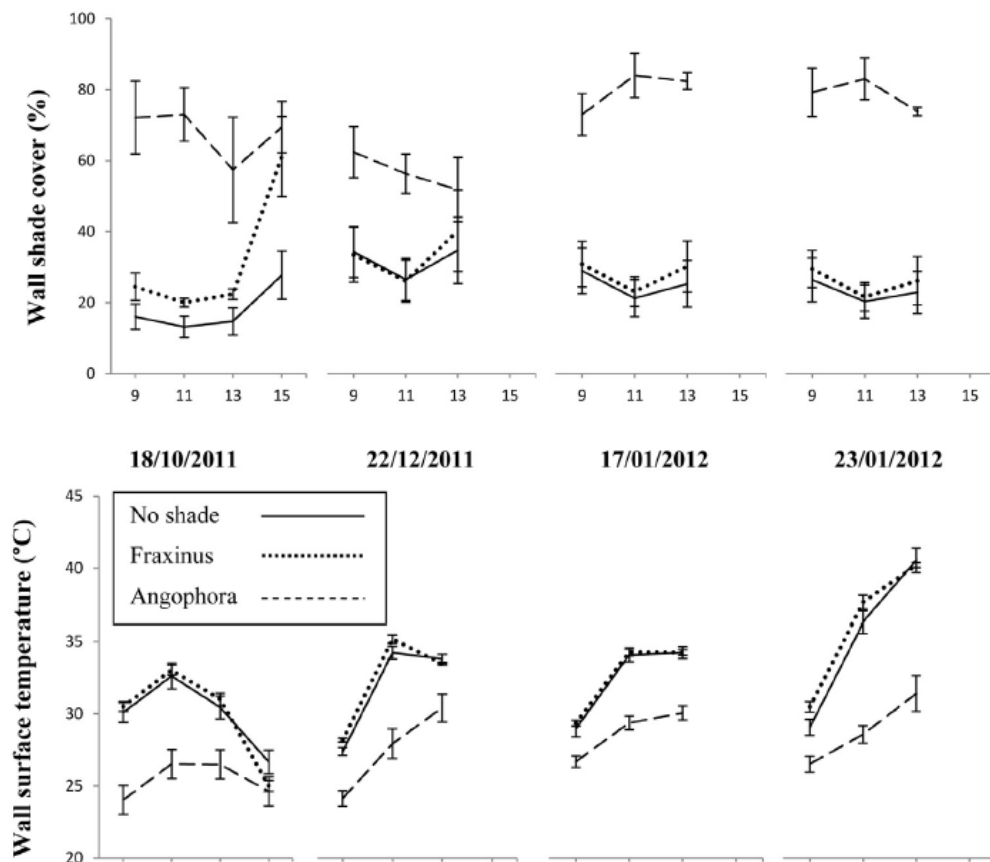 Wall shade cover (%)
100
80
60
40
20
0
9 11 13 15
9 11 13 15
9 11 13 15
9 11 13 15
18/10/2011 22/12/2011 17/01/2012 23/01/2012
Wall surface temperature (°C)
45
40
35
30
25
20
No shade
Fraxinus
Angophora